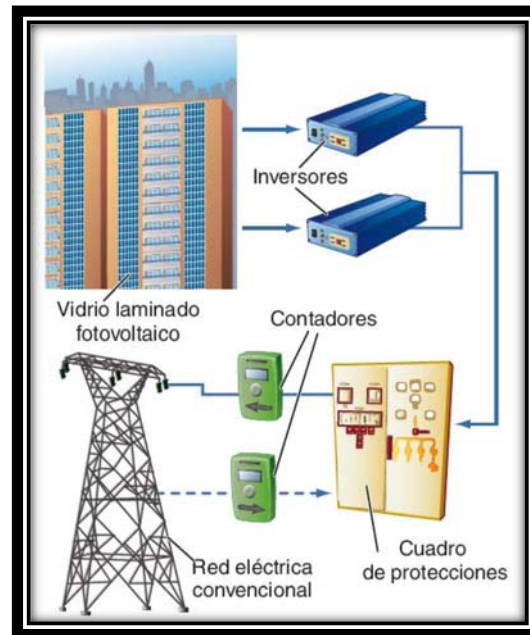 Inversores
Vidrio laminado
fotovoltaico
Contadores
Red eléctrica
convencional
Cuadro
de protecciones